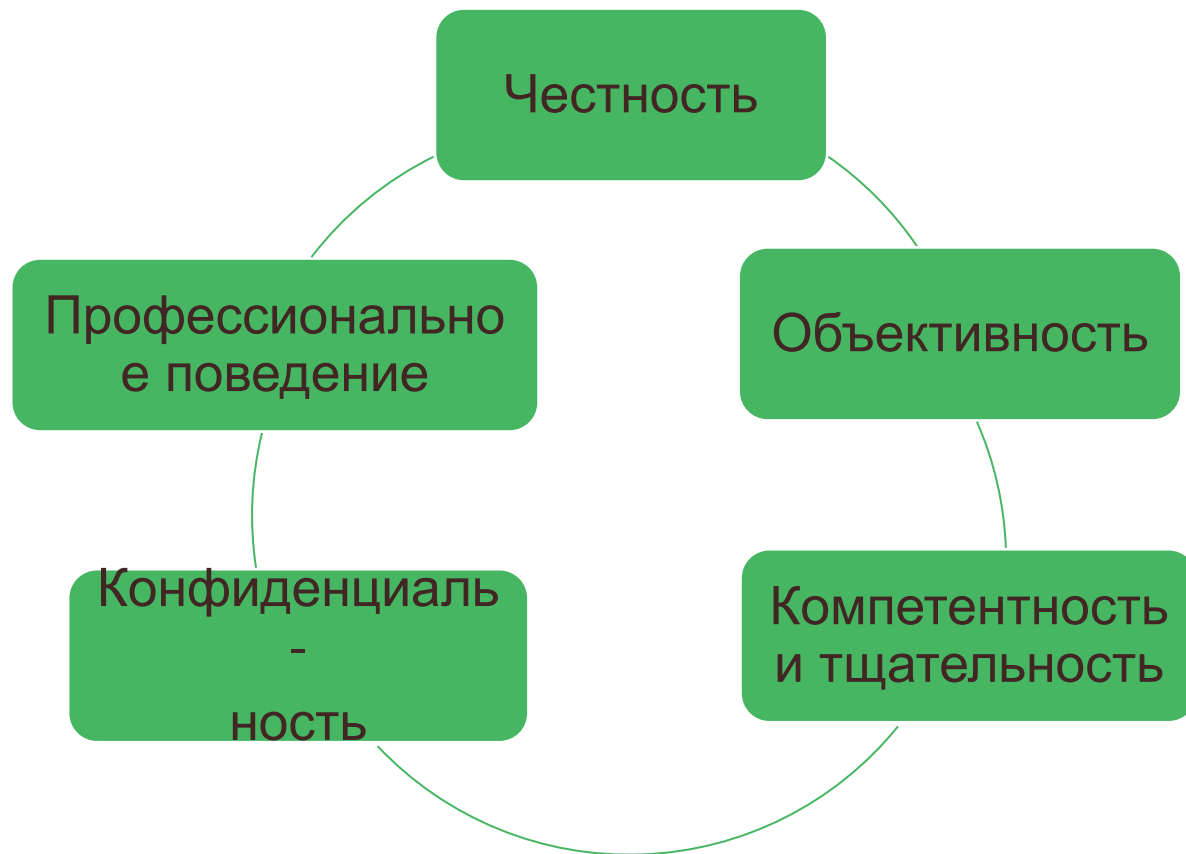 Честность
Объективность
Компетентность
и тщательность
Конфиденциаль
-
ность
Профессионально
е поведение